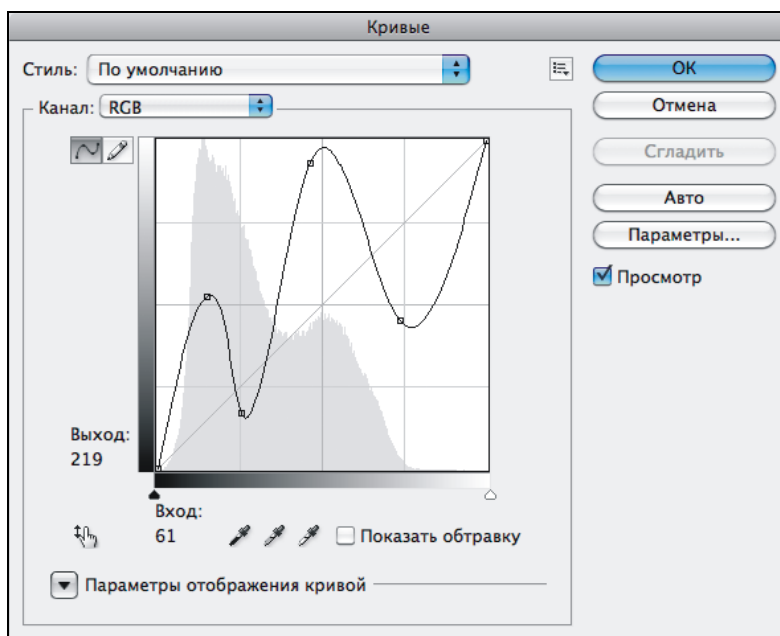 Кривые
Стиль: По умолчанию
Канал: RGB
OK
Отмена
Сгладить
Авто
Параметры...
Просмотр
Выход:
219
Вход:
61
Показать обтравку
Параметры отображения кривой